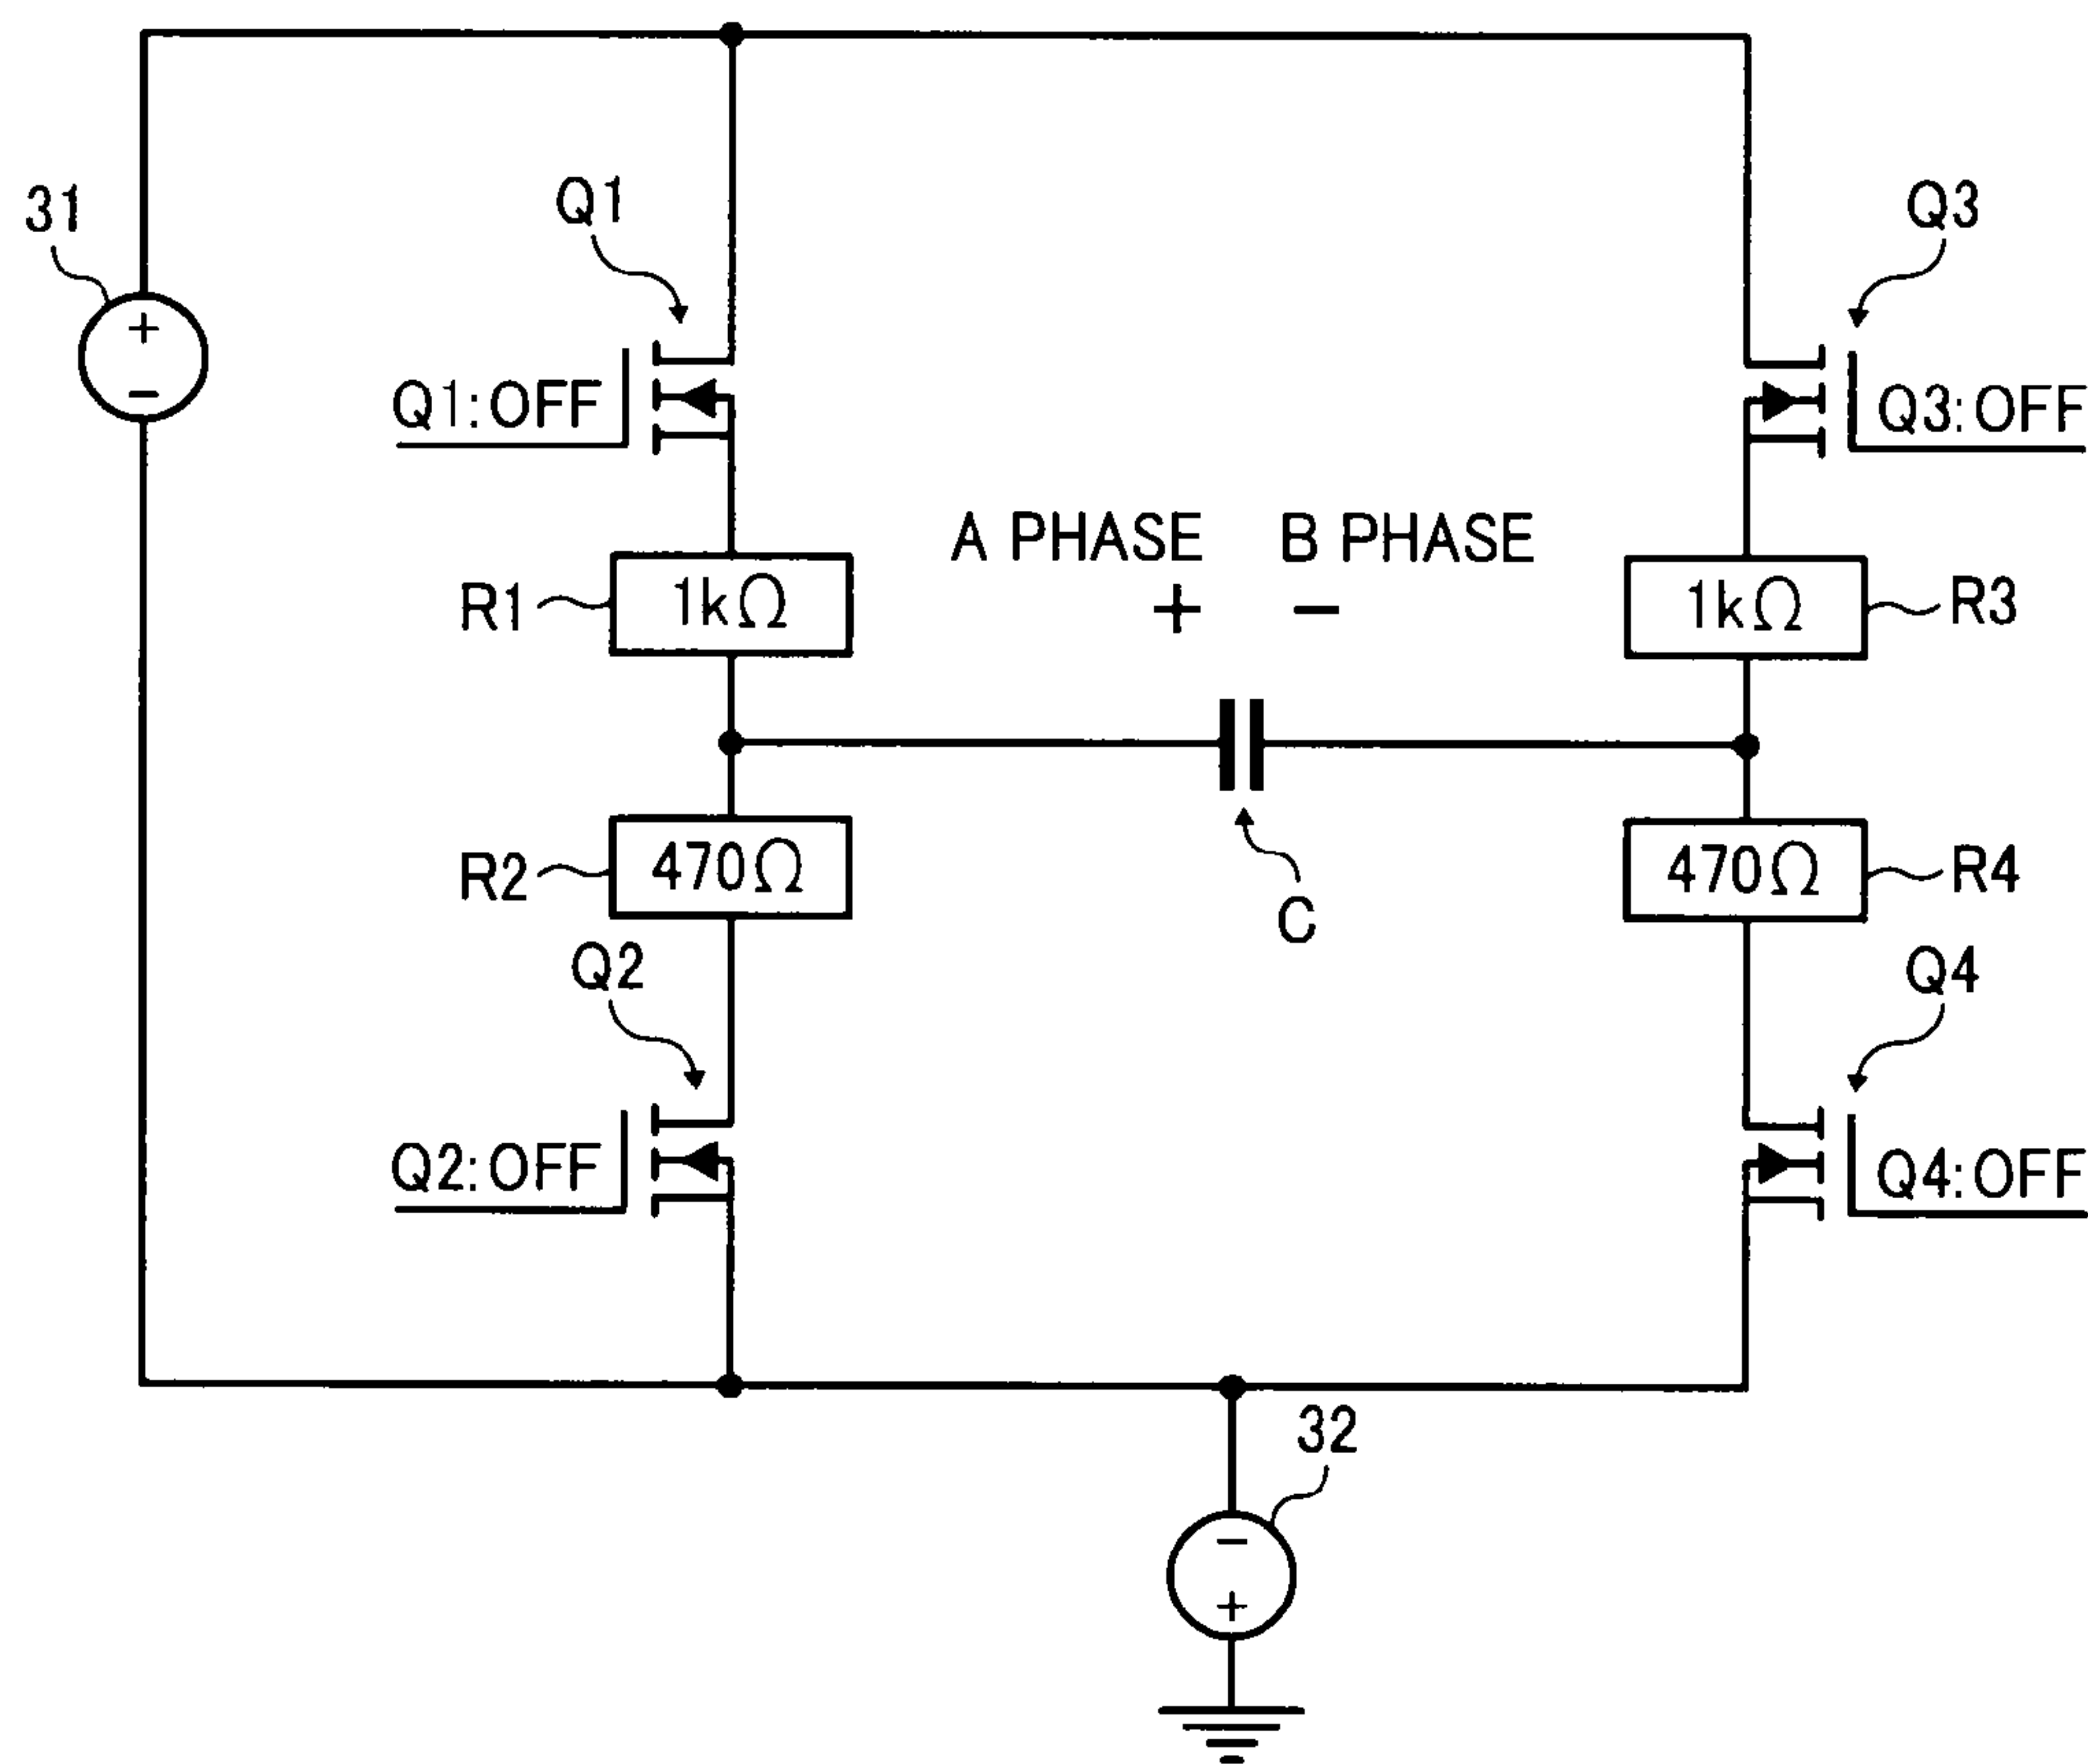 31
Q1
Q3
+
−
Q1:OFF
Q3:OFF
A PHASE B PHASE
+ −
R1
1kΩ
1kΩ
R3
R2
470Ω
470Ω
R4
C
Q2
Q4
Q2:OFF
Q4:OFF
32
−
+